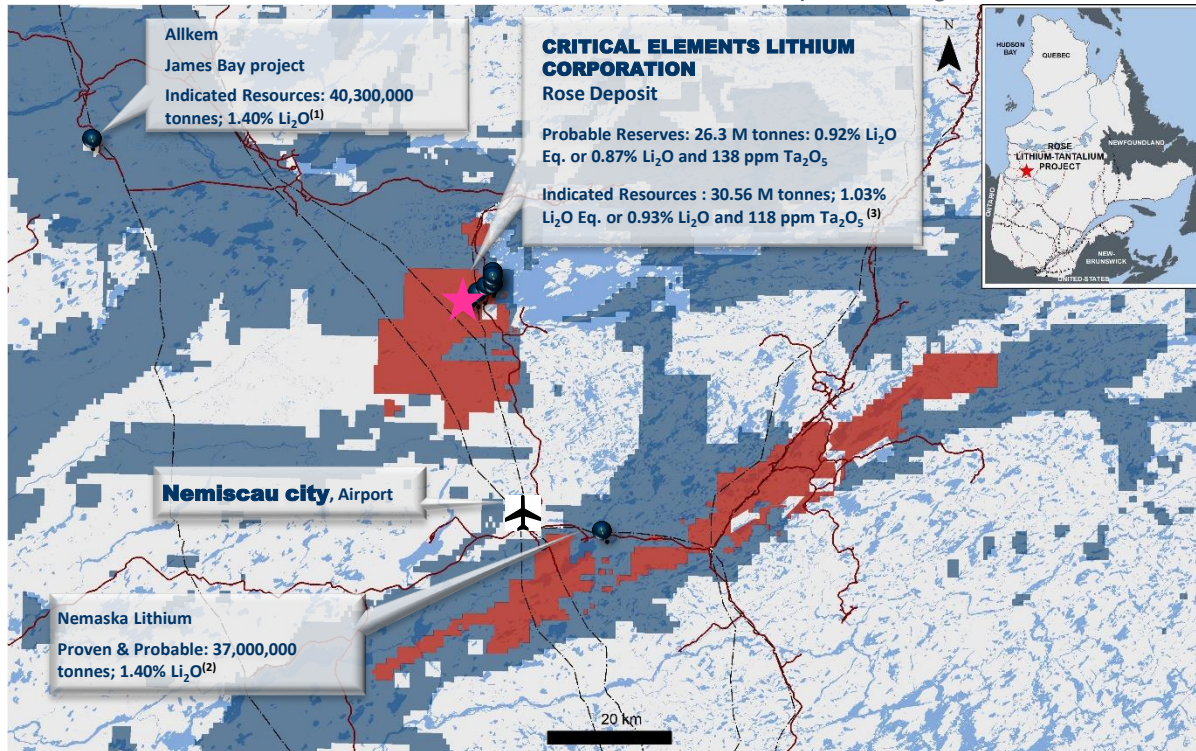 Allkem
James Bay project
Indicated Resources: 40,300,000
tonnes; 1.40% Li₂O⁽¹⁾
CRITICAL ELEMENTS LITHIUM
CORPORATION
Rose Deposit
Probable Reserves: 26.3 M tonnes: 0.92% Li₂O
Eq. or 0.87% Li₂O and 138 ppm Ta₂O₅
Indicated Resources : 30.56 M tonnes; 1.03%
Li₂O Eq. or 0.93% Li₂O and 118 ppm Ta₂O₅ ⁽³⁾
N
HUDSON
BAY
QUEBEC
ROSE
LITHIUM-TANTALIUM
PROJECT
NEWFOUNDLAND
ONTARIO
NEW-
BRUNSWICK
UNITED-STATES
Nemiscau city, Airport
Nemaska Lithium
Proven & Probable: 37,000,000
tonnes; 1.40% Li₂O⁽²⁾
20 km